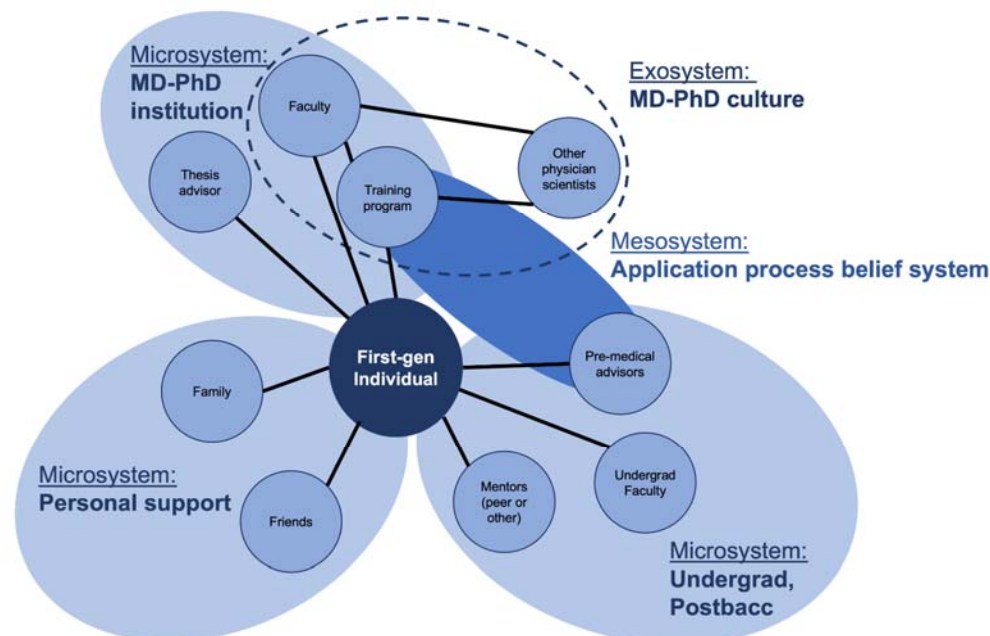 Microsystem:
MD-PhD
institution
Faculty
Exosystem:
MD-PhD culture
Other
physician
scientists
Thesis
advisor
Training
program
Mesosystem:
Application process belief system
First-gen
Individual
Pre-medical
advisors
Family
Microsystem:
Personal support
Friends
Mentors
(peer or
other)
Undergrad
Faculty
Microsystem:
Undergrad,
Postbacc